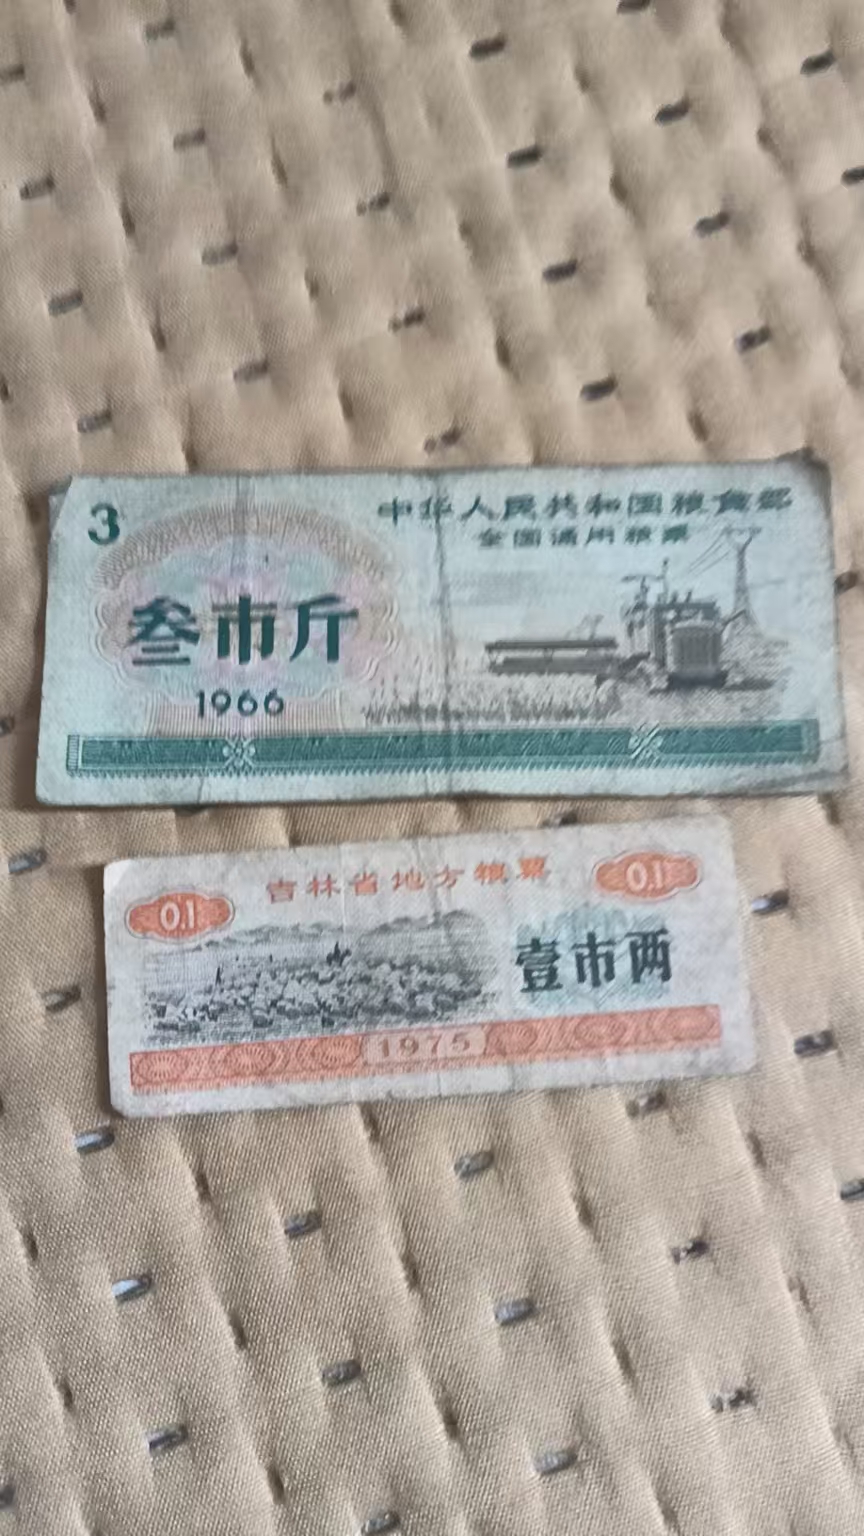 3
中华人民共和国粮食部
全国通用粮票
叁市斤
1966
吉林省地方粮票
0.1
0.1
壹市两
1975